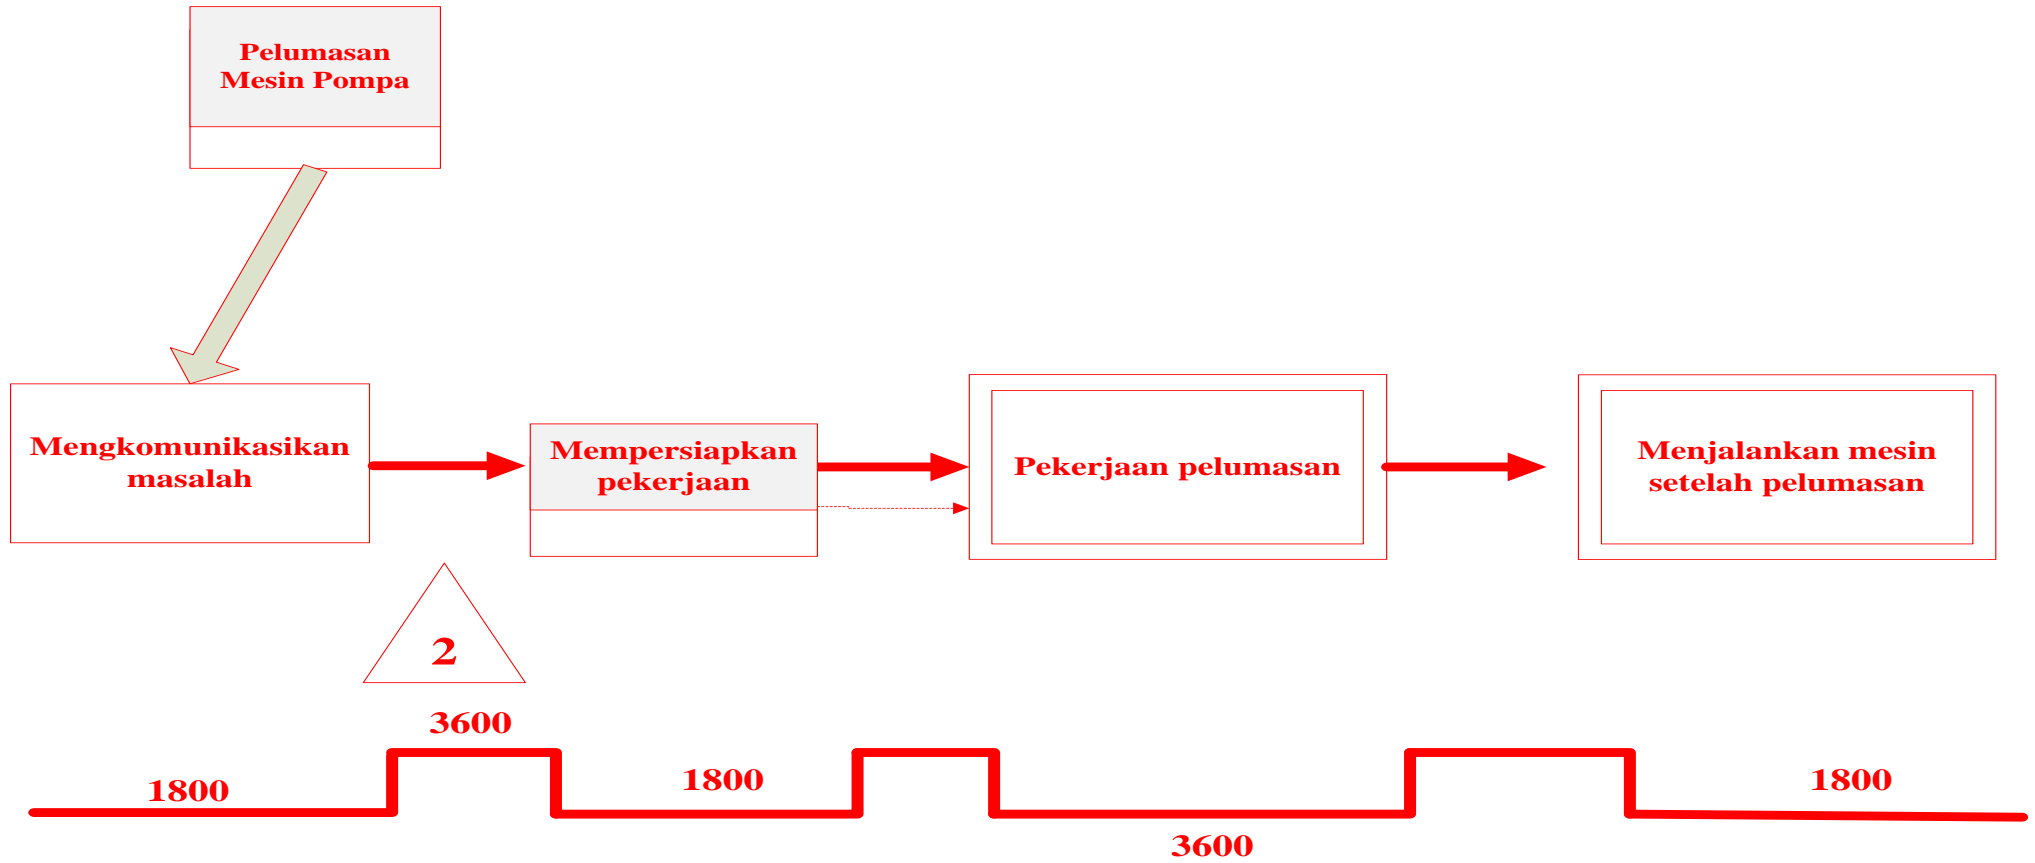 Pelumasan
Mesin Pompa
Mengkomunikasikan
masalah
Mempersiapkan
pekerjaan
Pekerjaan pelumasan
Menjalankan mesin
setelah pelumasan
2
3600
1800
1800
1800
3600